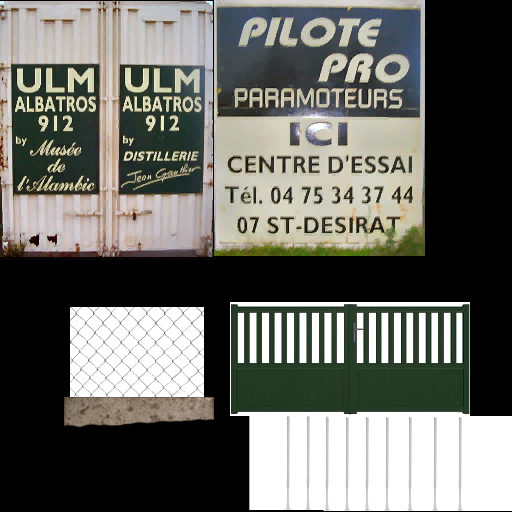 ULM
ALBATROS
912
by
Musée
de
l'Alambic
ULM
ALBATROS
912
by
DISTILLERIE
Jean Gauthier
PILOTE
PRO
PARAMOTEURS
ICI
CENTRE D'ESSAI
Tél. 04 75 34 37 44
07 ST-DESIRAT